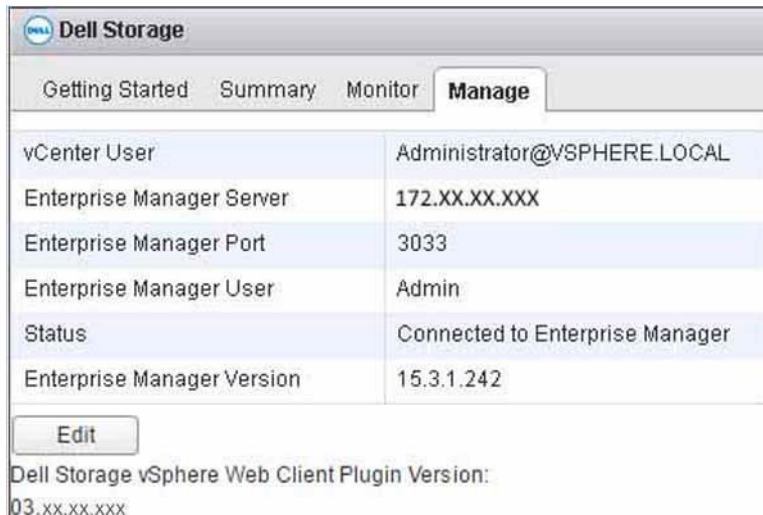 DELL Dell Storage
Getting Started Summary Monitor Manage
vCenter User Administrator@VSPHERE.LOCAL
Enterprise Manager Server 172.XX.XX.XXX
Enterprise Manager Port 3033
Enterprise Manager User Admin
Status Connected to Enterprise Manager
Enterprise Manager Version 15.3.1.242
Edit
Dell Storage vSphere Web Client Plugin Version:
03.xx.xx.xxx